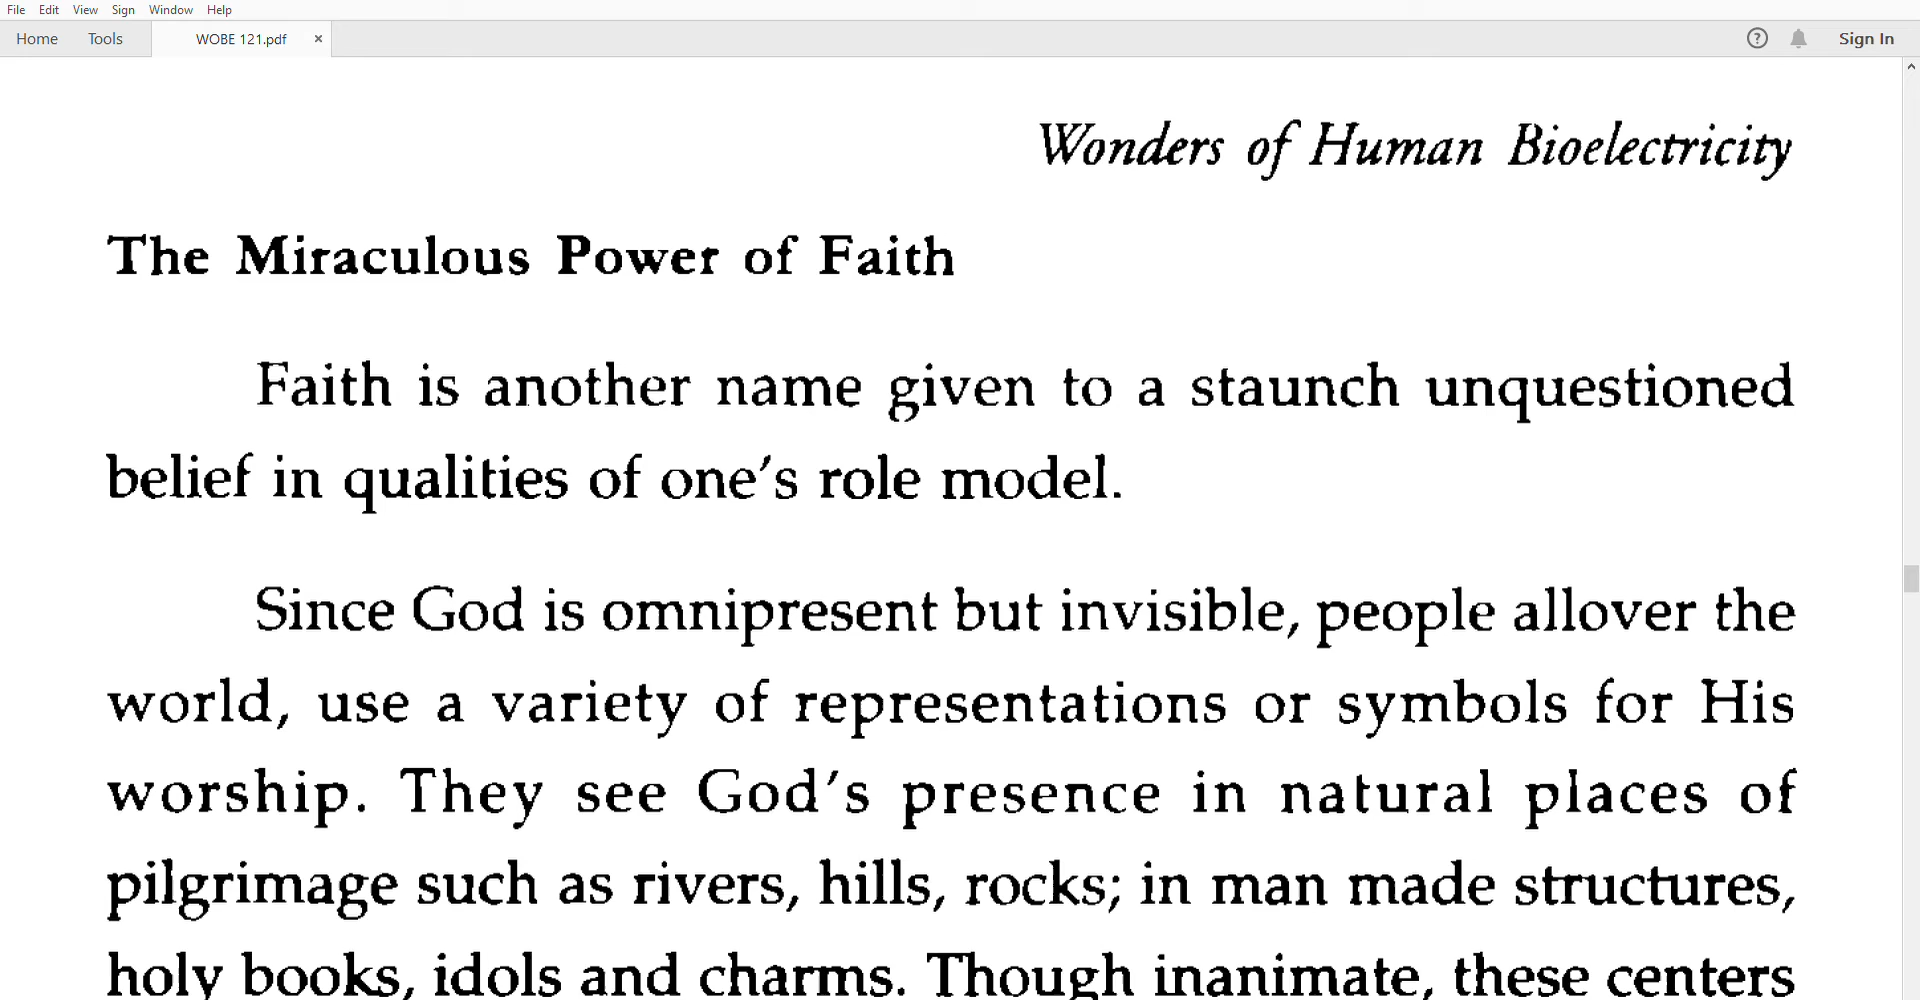 File Edit View Sign Window Help
Home Tools WOBE 121.pdf × ? Sign In
Wonders of Human Bioelectricity
The Miraculous Power of Faith
Faith is another name given to a staunch unquestioned
belief in qualities of one's role model.
Since God is omnipresent but invisible, people allover the
world, use a variety of representations or symbols for His
worship. They see God's presence in natural places of
pilgrimage such as rivers, hills, rocks; in man made structures,
holy books, idols and charms. Though inanimate, these centers